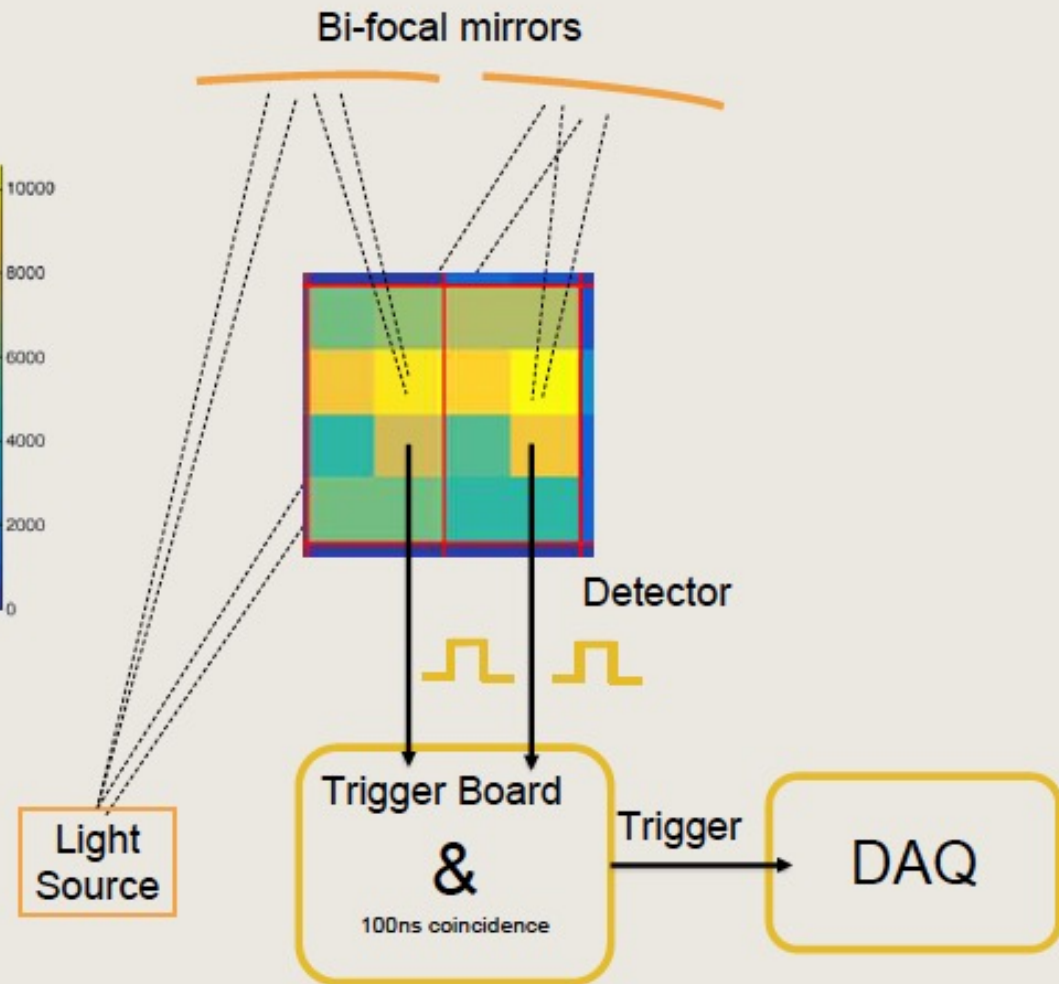 Bi-focal mirrors
10000
8000
6000
4000
2000
0
Detector
Trigger Board
&
100ns coincidence
Trigger
DAQ
Light
Source